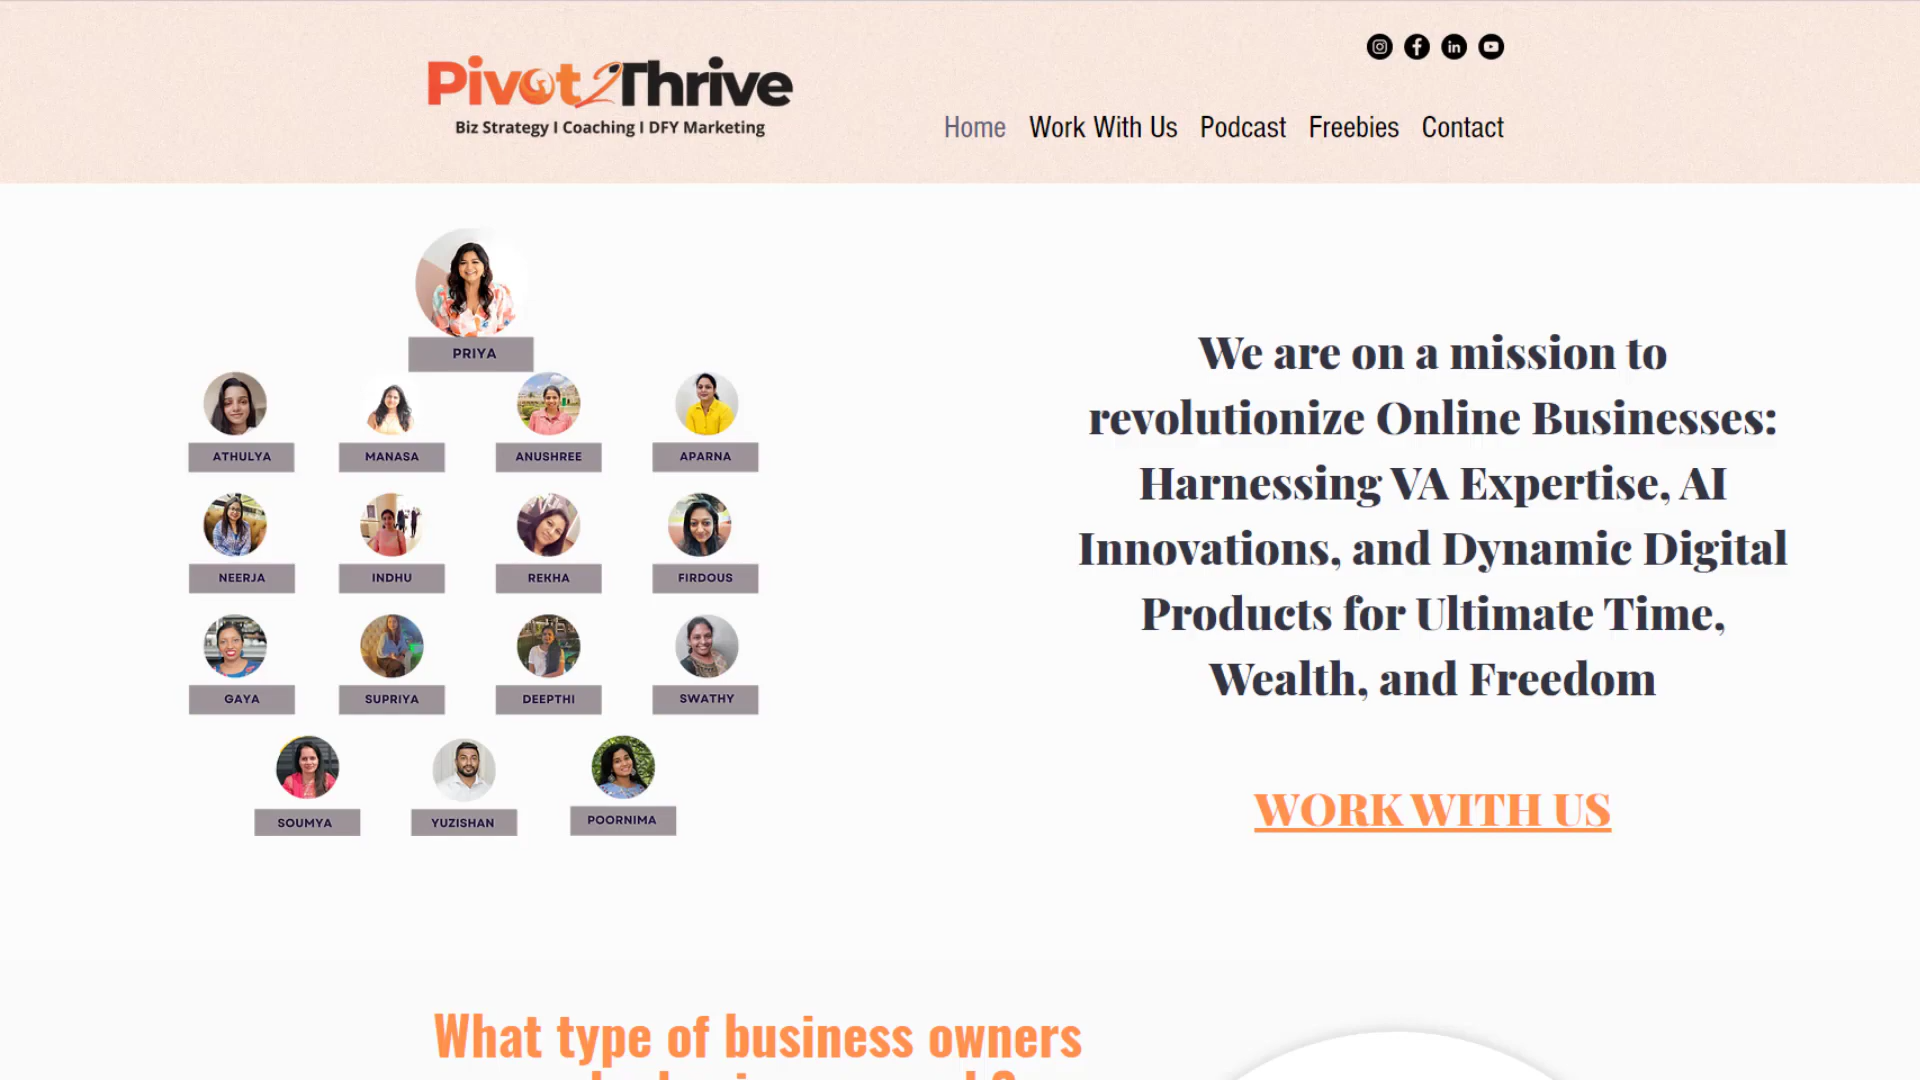 Pivot2Thrive
Biz Strategy I Coaching I DFY Marketing
Home Work With Us Podcast Freebies Contact
PRIYA
ATHULYA MANASA ANUSHREE APARNA
NEERJA INDHU REKHA FIRDOUS
GAYA SUPRIYA DEEPTHI SWATHY
SOUMYA YUZISHAN POORNIMA
We are on a mission to
revolutionize Online Businesses:
Harnessing VA Expertise, AI
Innovations, and Dynamic Digital
Products for Ultimate Time,
Wealth, and Freedom
WORK WITH US
What type of business owners